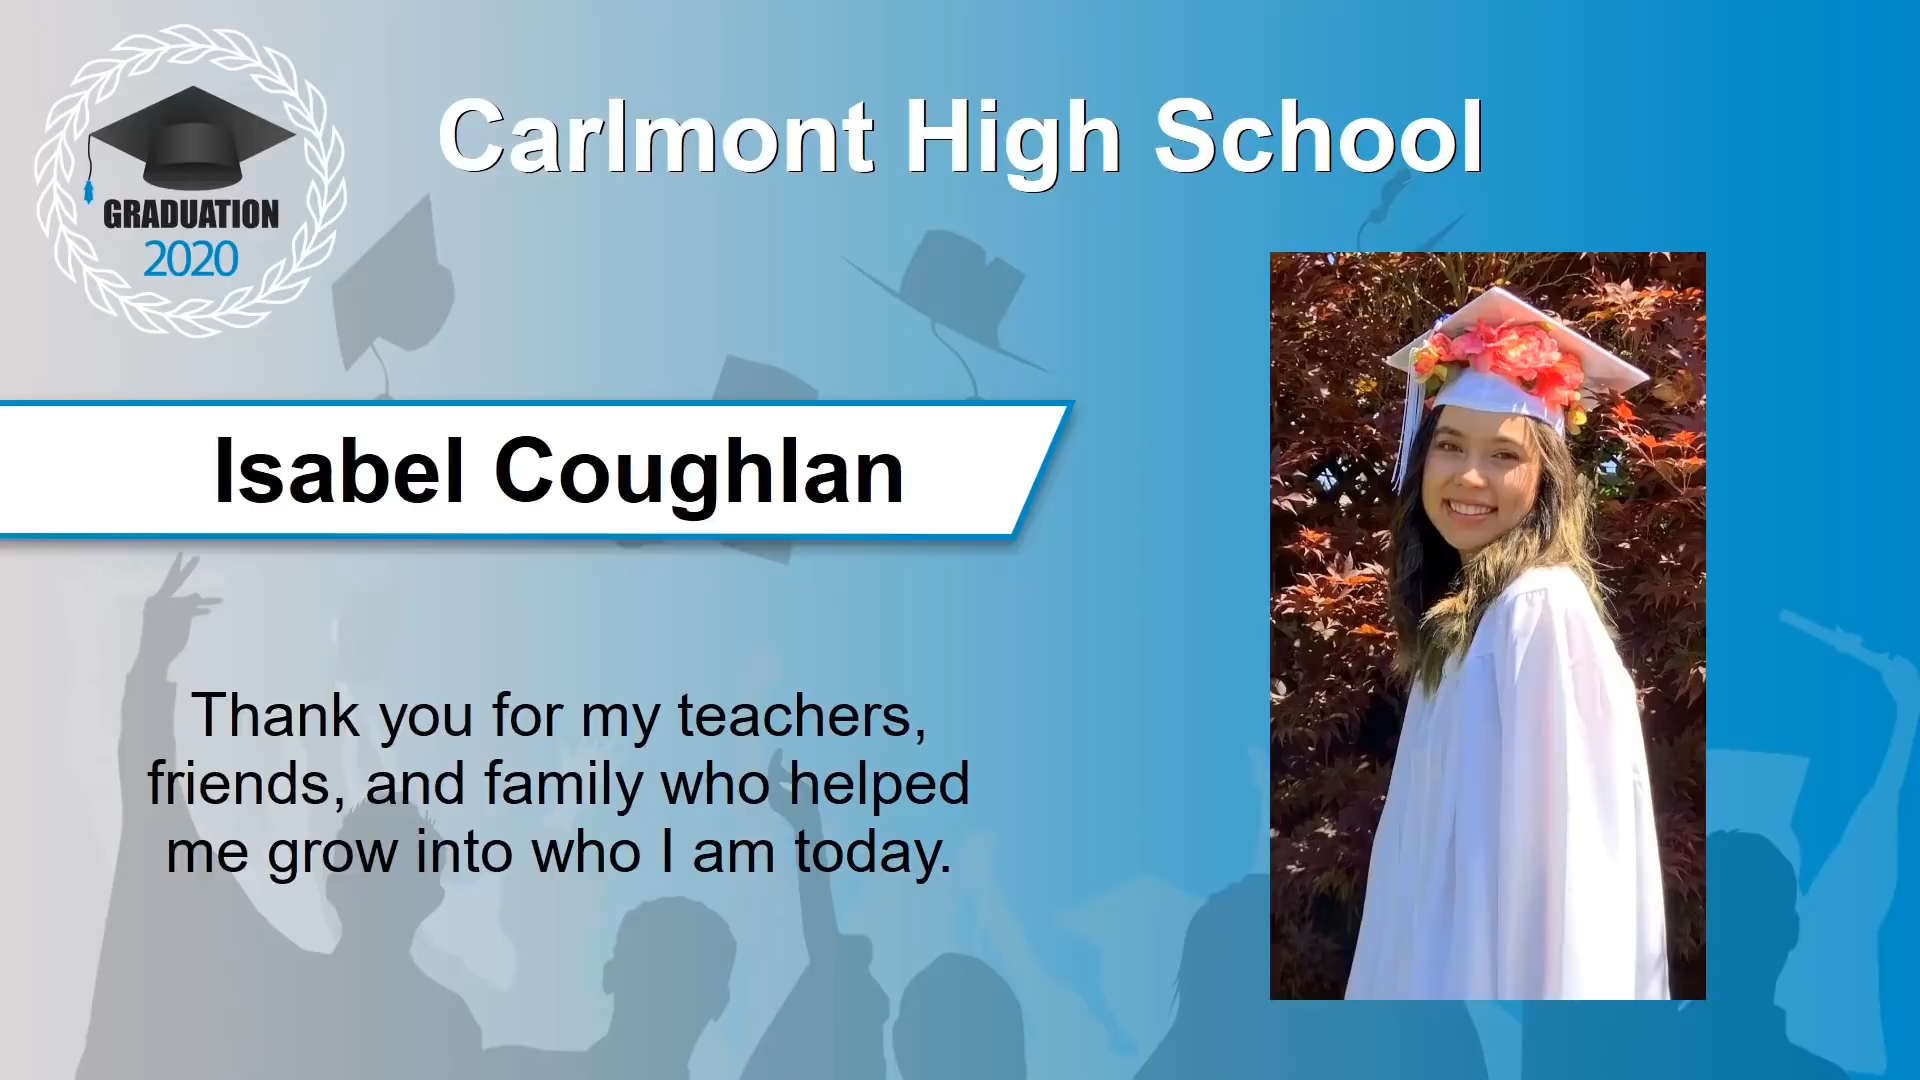 GRADUATION
2020
Carlmont High School
Isabel Coughlan
Thank you for my teachers,
friends, and family who helped
me grow into who I am today.